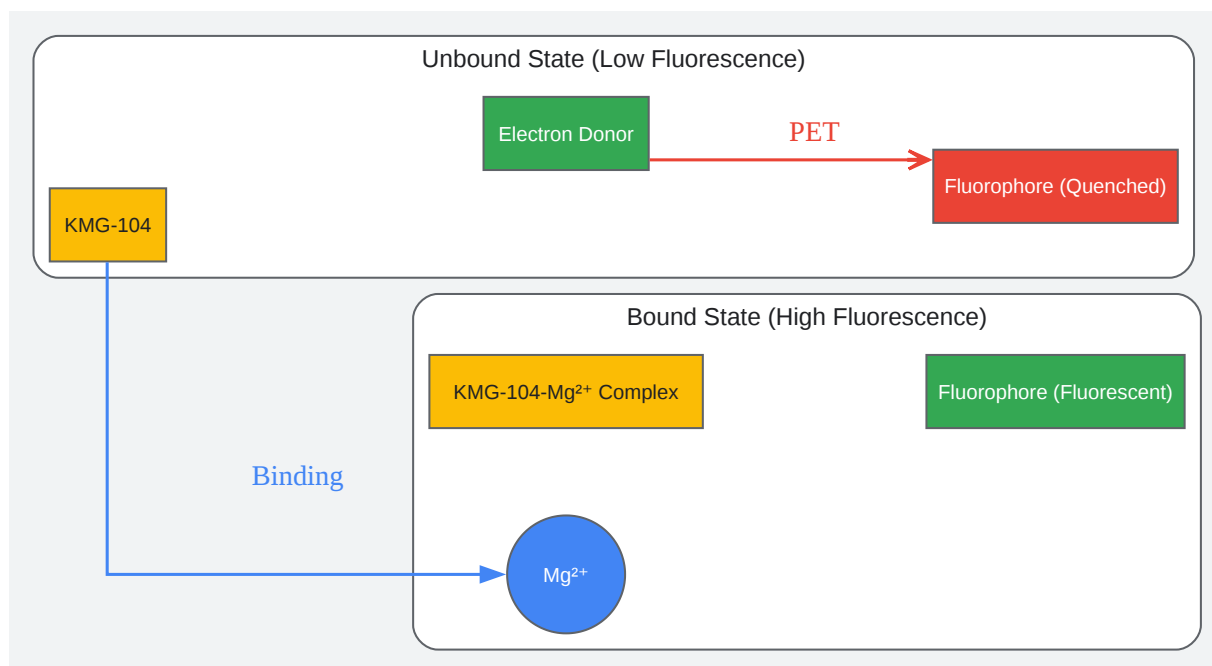 Unbound State (Low Fluorescence)
Electron Donor
PET
Fluorophore (Quenched)
KMG-104
Bound State (High Fluorescence)
KMG-104-Mg²⁺ Complex
Fluorophore (Fluorescent)
Binding
Mg²⁺